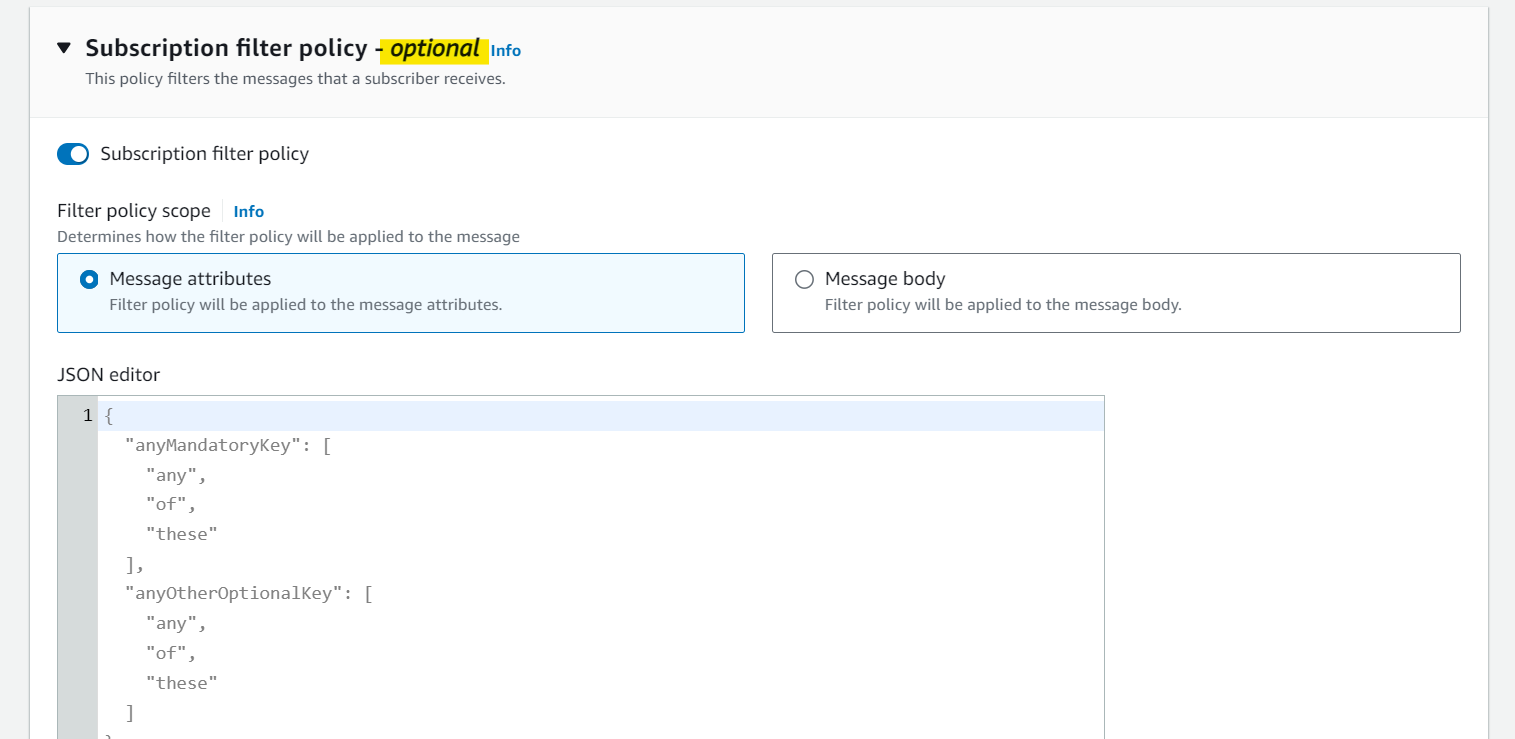 Subscription filter policy - optional Info
This policy filters the messages that a subscriber receives.
Subscription filter policy
Filter policy scope Info
Determines how the filter policy will be applied to the message
Message attributes
Filter policy will be applied to the message attributes.
Message body
Filter policy will be applied to the message body.
JSON editor
1 {
"anyMandatoryKey": [
"any",
"of",
"these"
],
"anyOtherOptionalKey": [
"any",
"of",
"these"
]
}